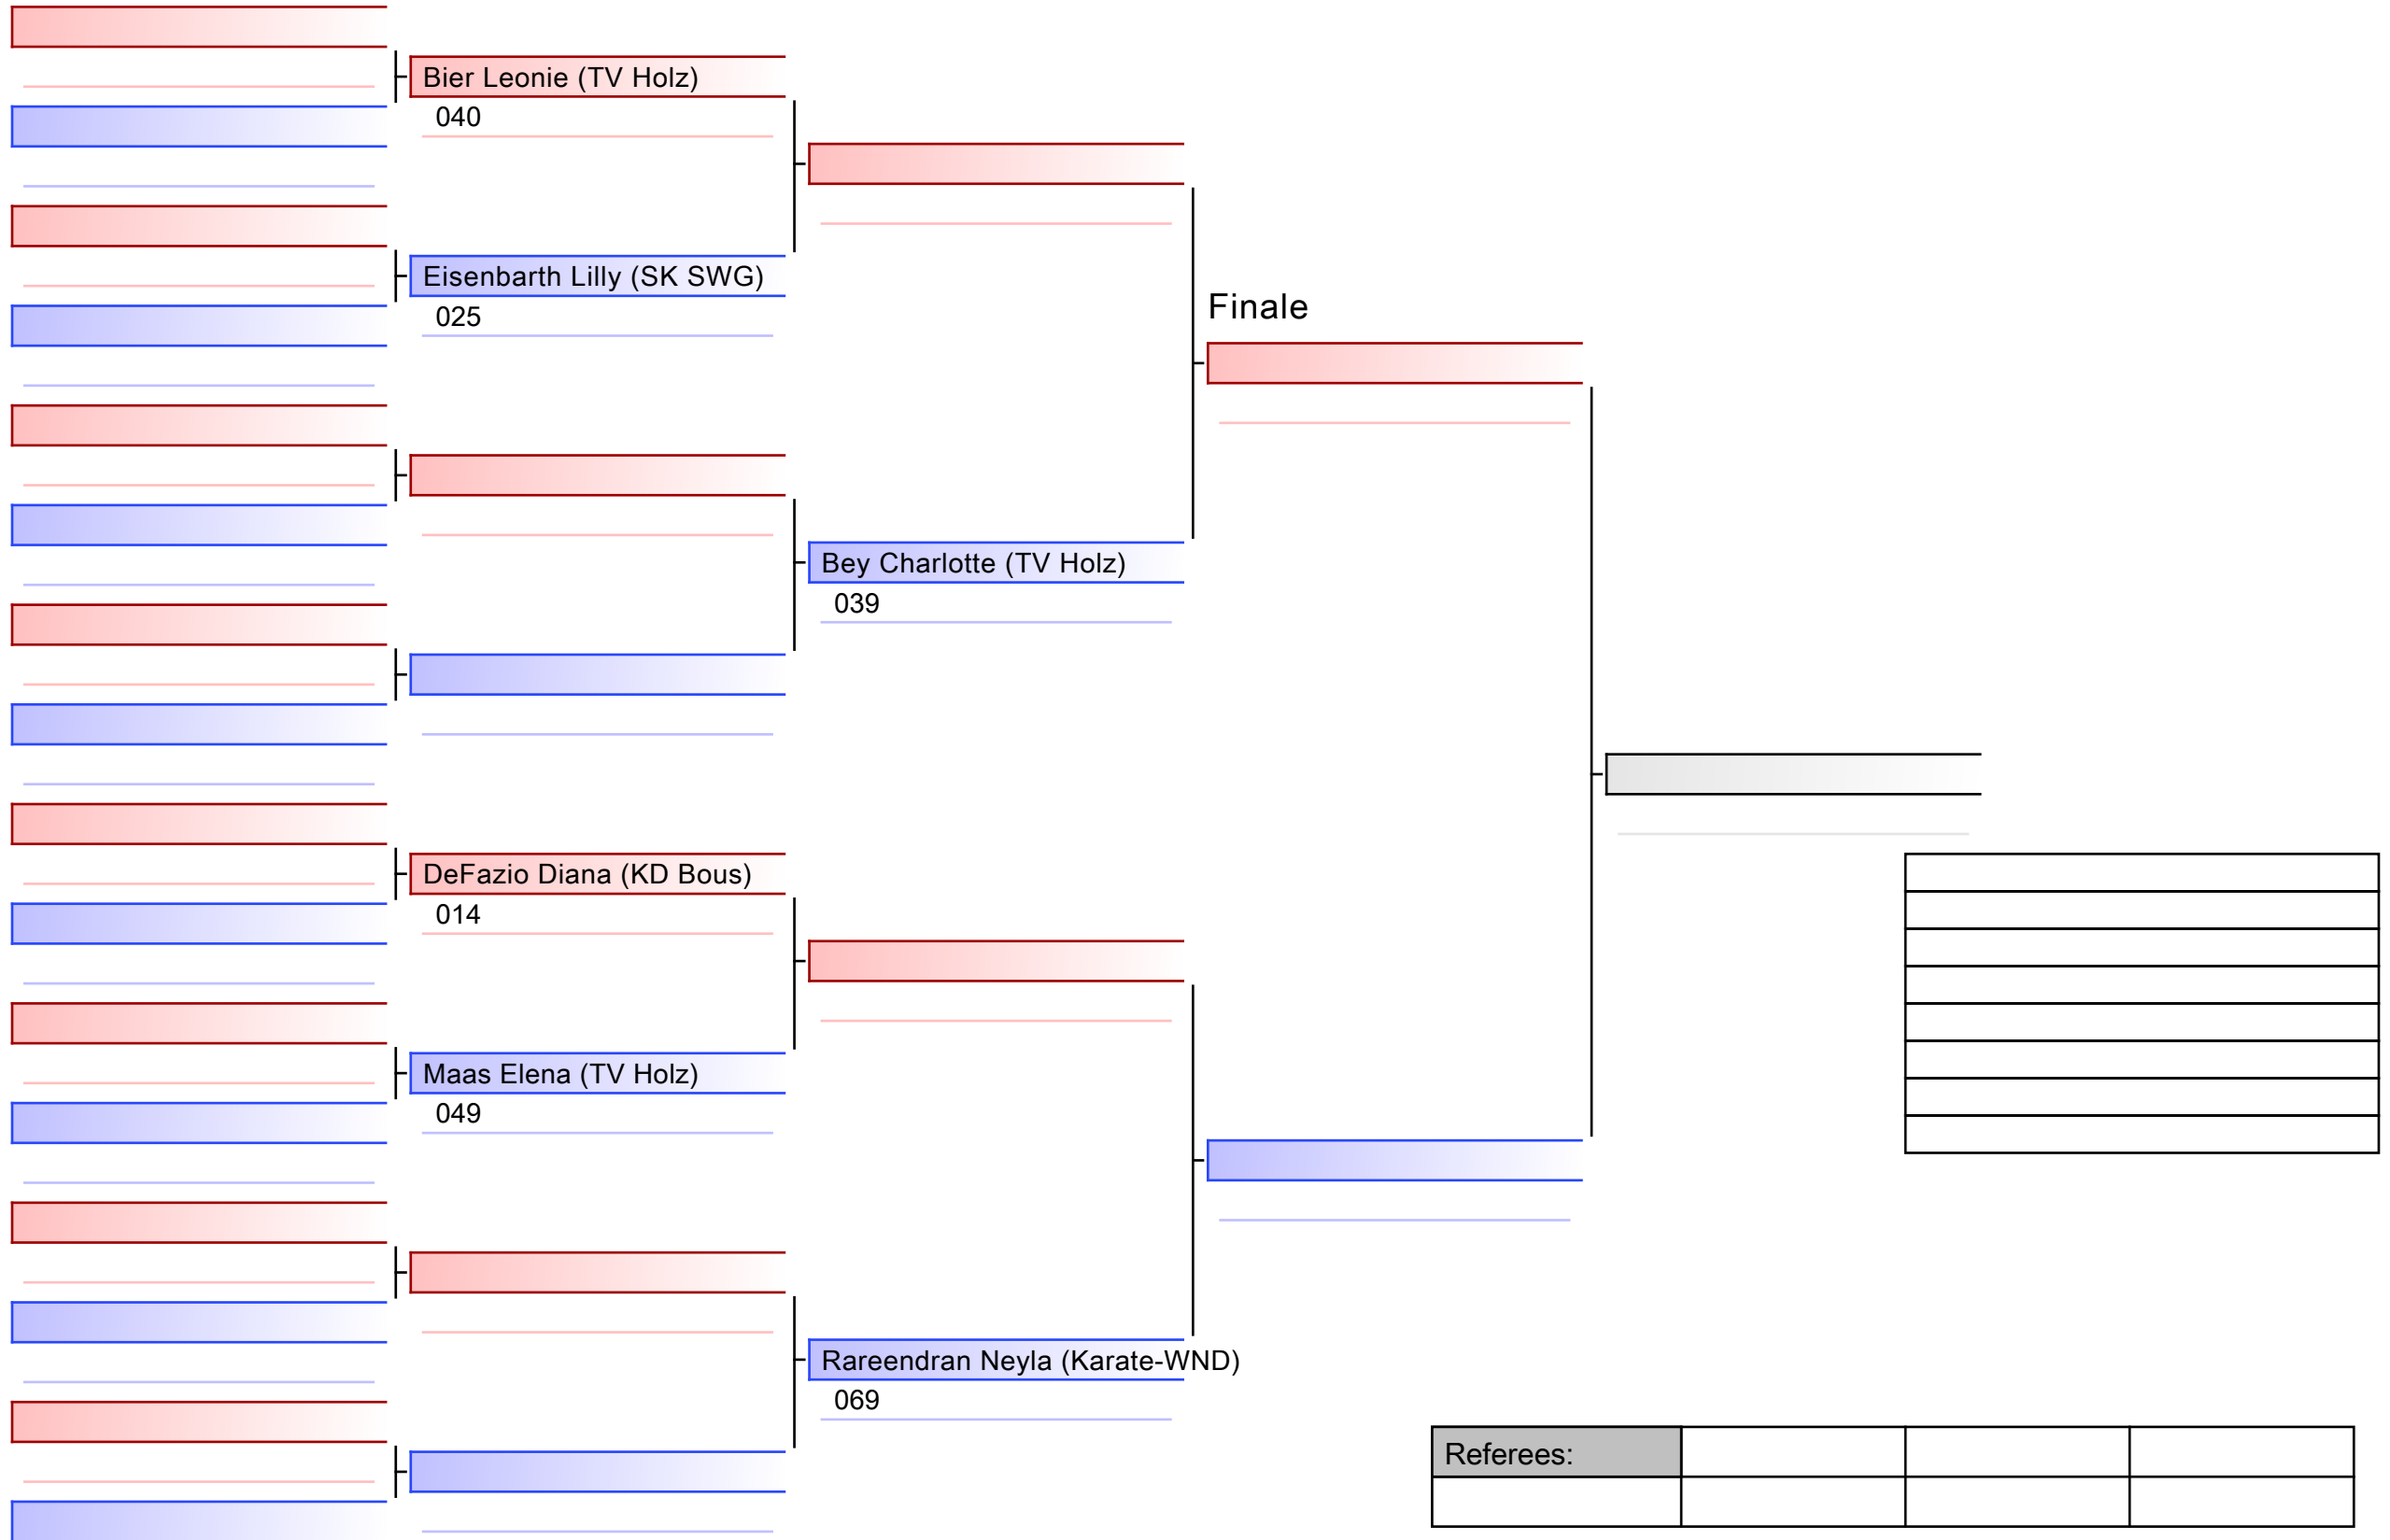 Bier Leonie (TV Holz)
040
Eisenbarth Lilly (SK SWG)
025
Finale
Bey Charlotte (TV Holz)
039
DeFazio Diana (KD Bous)
014
Maas Elena (TV Holz)
049
Rareendran Neyla (Karate-WND)
069
Referees: